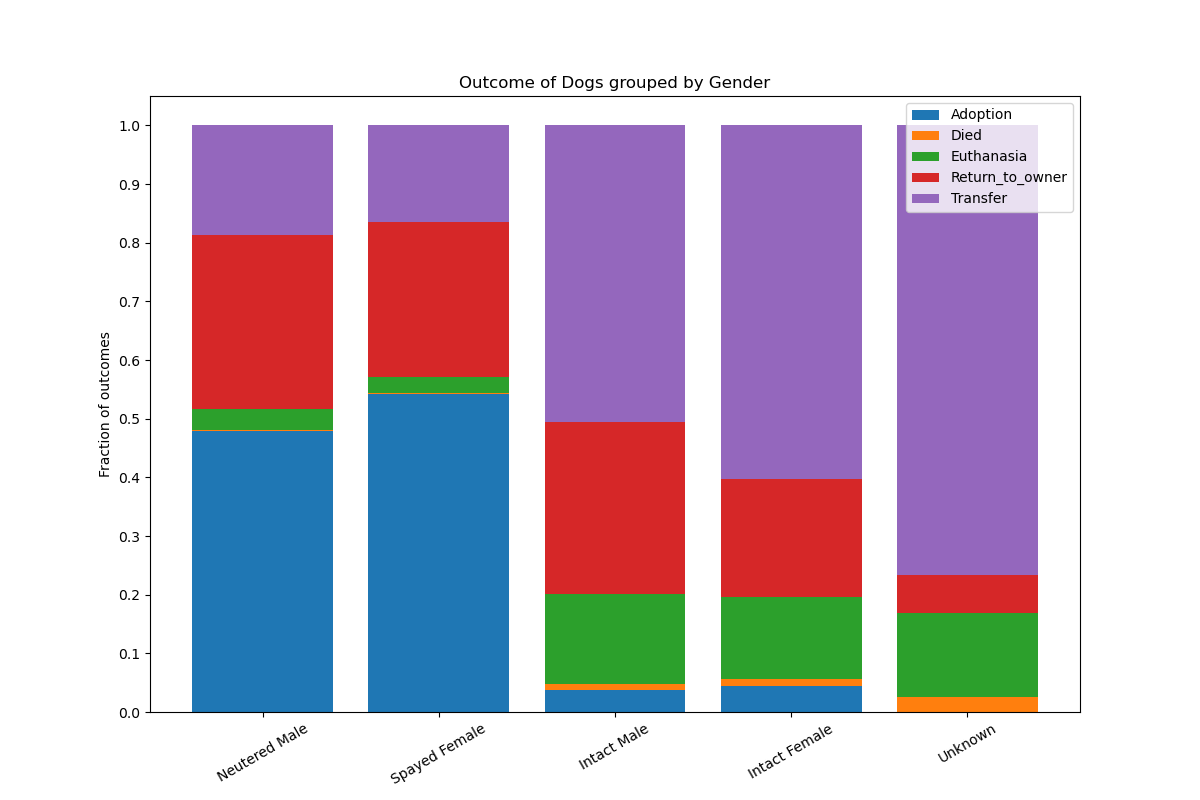 Outcome of Dogs grouped by Gender
Adoption
Died
Euthanasia
Return_to_owner
Transfer
Fraction of outcomes
1.0
0.9
0.8
0.7
0.6
0.5
0.4
0.3
0.2
0.1
0.0
Neutered Male
Spayed Female
Intact Male
Intact Female
Unknown